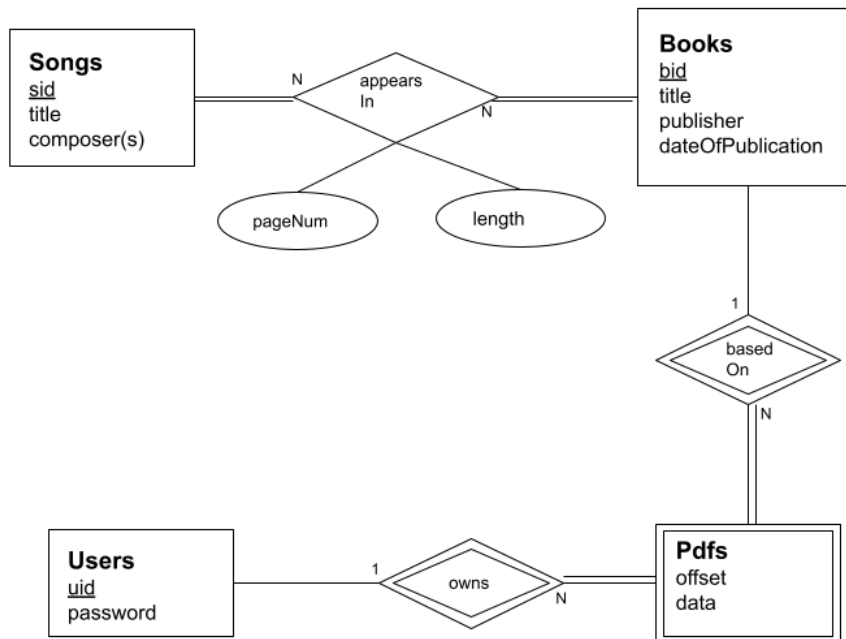 Songs
sid
title
composer(s)
N
appears
In
N
Books
bid
title
publisher
dateOfPublication
pageNum
length
1
based
On
N
Users
uid
password
1
owns
N
Pdfs
offset
data